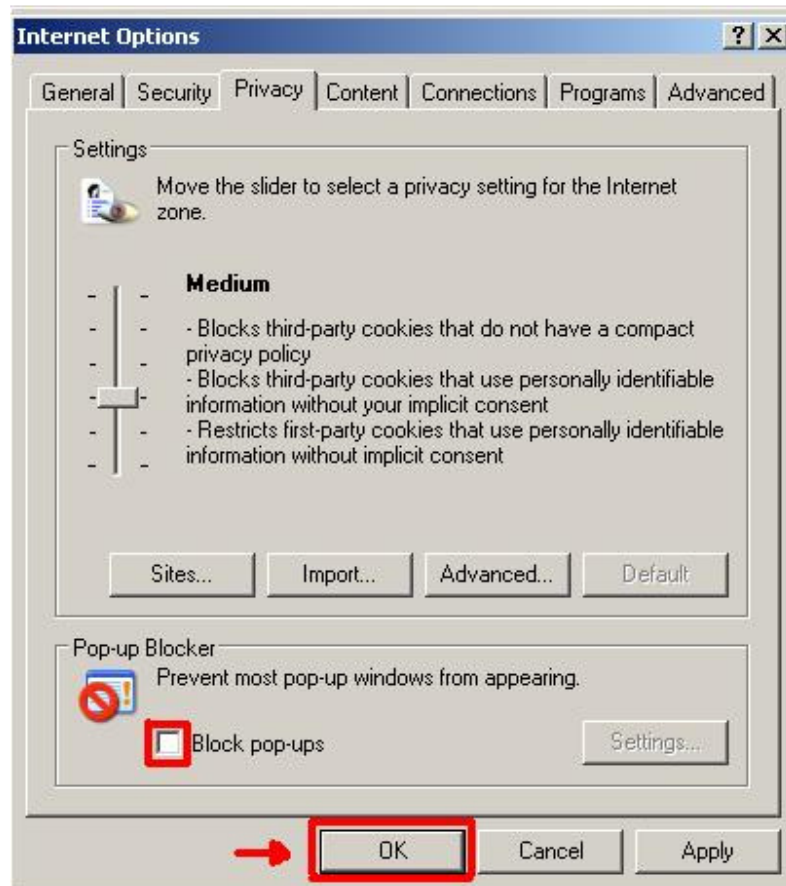 Internet Options
General Security Privacy Content Connections Programs Advanced
Settings
Move the slider to select a privacy setting for the Internet
zone.
Medium
- Blocks third-party cookies that do not have a compact
privacy policy
- Blocks third-party cookies that use personally identifiable
information without your implicit consent
- Restricts first-party cookies that use personally identifiable
information without implicit consent
Sites... Import... Advanced... Default
Pop-up Blocker
Prevent most pop-up windows from appearing.
Block pop-ups Settings...
OK Cancel Apply